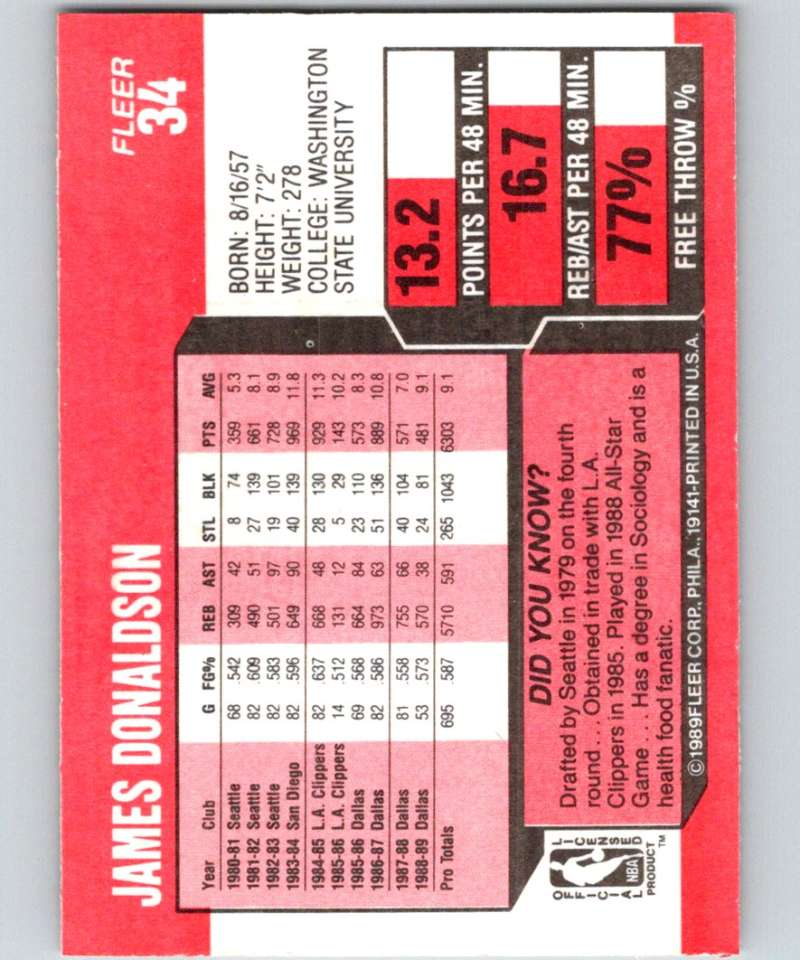 JAMES DONALDSON
FLEER
34
Year Club G FG% REB AST STL BLK PTS AVG
1980-81 Seattle 68 .542 309 42 8 74 359 5.3
1981-82 Seattle 82 .609 490 51 27 139 661 8.1
1982-83 Seattle 82 .583 501 97 19 101 728 8.9
1983-84 San Diego 82 .596 649 90 40 139 969 11.8
1984-85 L.A. Clippers 82 .637 668 48 28 130 929 11.3
1985-86 L.A. Clippers 14 .512 131 12 5 29 143 10.2
1985-86 Dallas 69 .568 664 84 23 110 573 8.3
1986-87 Dallas 82 .586 973 63 51 136 889 10.8
1987-88 Dallas 81 .558 755 66 40 104 571 7.0
1988-89 Dallas 53 .573 570 38 24 81 481 9.1
Pro Totals 695 .587 5710 591 265 1043 6303 9.1
BORN: 8/16/57
HEIGHT: 7'2"
WEIGHT: 278
COLLEGE: WASHINGTON
STATE UNIVERSITY
13.2
POINTS PER 48 MIN.
16.7
REB/AST PER 48 MIN.
77%
FREE THROW %
DID YOU KNOW?
Drafted by Seattle in 1979 on the fourth
round . . . Obtained in trade with L.A.
Clippers in 1985. Played in 1988 All-Star
Game . . . Has a degree in Sociology and is a
health food fanatic.
OFFICIAL LICENSED
NBA
PRODUCT™
©1989 FLEER CORP., PHILA., 19141-PRINTED IN U.S.A.